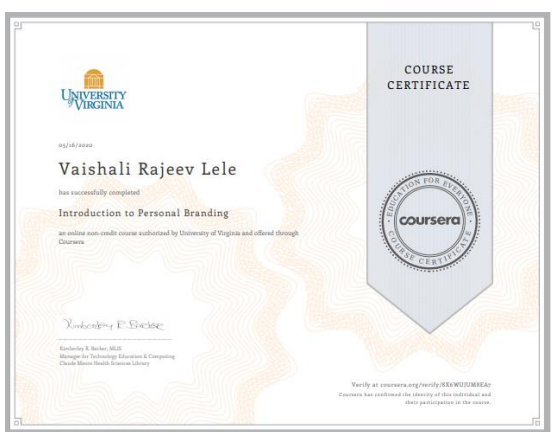 UNIVERSITY
of VIRGINIA
05/16/2020
Vaishali Rajeev Lele
has successfully completed
Introduction to Personal Branding
an online non-credit course authorized by University of Virginia and offered through
Coursera
Kimberley R. Barker
Kimberley R. Barker, MLIS
Manager for Technology Education & Computing
Claude Moore Health Sciences Library
COURSE
CERTIFICATE
EDUCATION FOR EVERYONE
coursera
COURSE CERTIFICATE
Verify at coursera.org/verify/8X6WUJUM8EA7
Coursera has confirmed the identity of this individual and
their participation in the course.